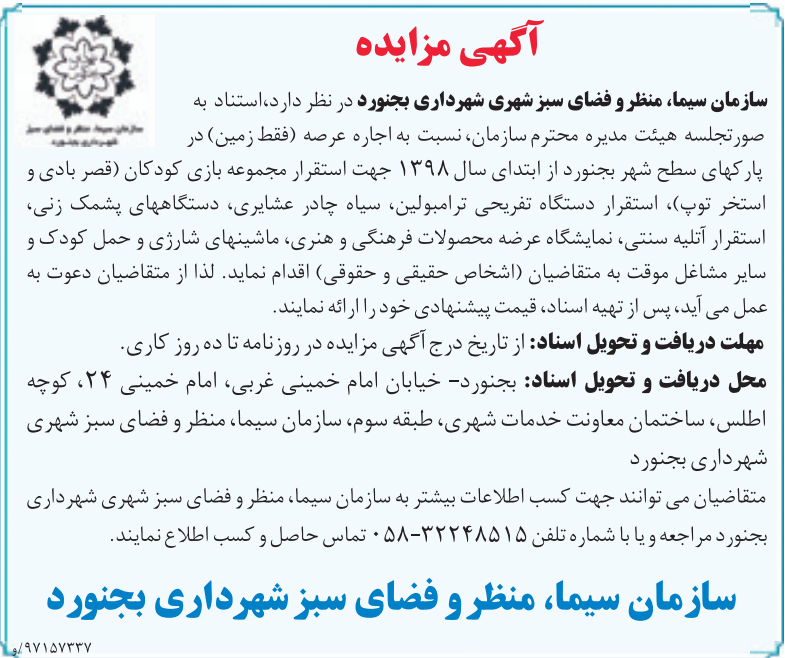 آگهی مزایده
سازمان سیما، منظر و فضای سبز
شهرداری بجنورد
سازمان سیما، منظر و فضای سبز شهری شهرداری بجنورد در نظر دارد،استناد به
صورتجلسه هیئت مدیره محترم سازمان، نسبت به اجاره عرصه (فقط زمین) در
پارکهای سطح شهر بجنورد از ابتدای سال ۱۳۹۸ جهت استقرار مجموعه بازی کودکان (قصر بادی و
استخر توپ)، استقرار دستگاه تفریحی ترامبولین، سیاه چادر عشایری، دستگاههای پشمک زنی،
استقرار آتلیه سنتی، نمایشگاه عرضه محصولات فرهنگی و هنری، ماشینهای شارژی و حمل کودک و
سایر مشاغل موقت به متقاضیان (اشخاص حقیقی و حقوقی) اقدام نماید. لذا از متقاضیان دعوت به
عمل می آید، پس از تهیه اسناد، قیمت پیشنهادی خود را ارائه نمایند.
مهلت دریافت و تحویل اسناد: از تاریخ درج آگهی مزایده در روزنامه تا ده روز کاری.
محل دریافت و تحویل اسناد: بجنورد- خیابان امام خمینی غربی، امام خمینی ۲۴، کوچه
اطلس، ساختمان معاونت خدمات شهری، طبقه سوم، سازمان سیما، منظر و فضای سبز شهری
شهرداری بجنورد
متقاضیان می توانند جهت کسب اطلاعات بیشتر به سازمان سیما، منظر و فضای سبز شهری شهرداری
بجنورد مراجعه و یا با شماره تلفن ۳۲۲۴۸۵۱۵-۰۵۸ تماس حاصل و کسب اطلاع نمایند.
سازمان سیما، منظر و فضای سبز شهرداری بجنورد
۹۷۱۵۷۳۳۷/و